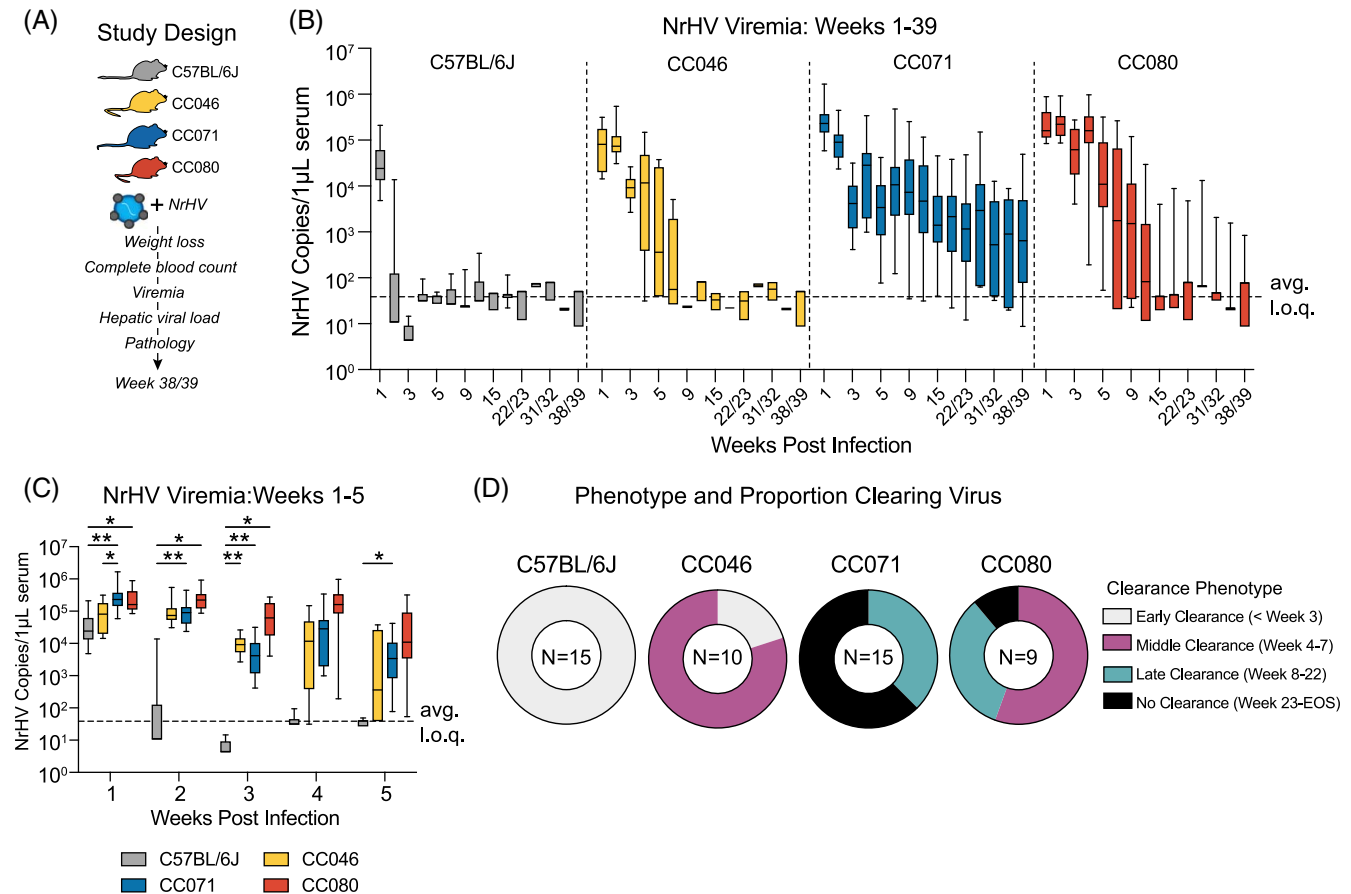 (A)
Study Design
C57BL/6J
CC046
CC071
CC080
+ NrHV
Weight loss
Complete blood count
Viremia
Hepatic viral load
Pathology
Week 38/39
(B)
NrHV Viremia: Weeks 1-39
C57BL/6J CC046 CC071 CC080
NrHV Copies/1μL serum
10^7
10^6
10^5
10^4
10^3
10^2
10^1
10^0
avg.
l.o.q.
1 3 5 9 15 22/23 31/32 38/39 1 3 5 9 15 22/23 31/32 38/39 1 3 5 9 15 22/23 31/32 38/39 1 3 5 9 15 22/23 31/32 38/39
Weeks Post Infection
(C)
NrHV Viremia:Weeks 1-5
NrHV Copies/1μL serum
10^7
10^6
10^5
10^4
10^3
10^2
10^1
10^0
* ** *
* **
* ** **
*
avg.
l.o.q.
1 2 3 4 5
Weeks Post Infection
C57BL/6J CC046
CC071 CC080
(D)
Phenotype and Proportion Clearing Virus
C57BL/6J CC046 CC071 CC080
N=15 N=10 N=15 N=9
Clearance Phenotype
Early Clearance (< Week 3)
Middle Clearance (Week 4-7)
Late Clearance (Week 8-22)
No Clearance (Week 23-EOS)